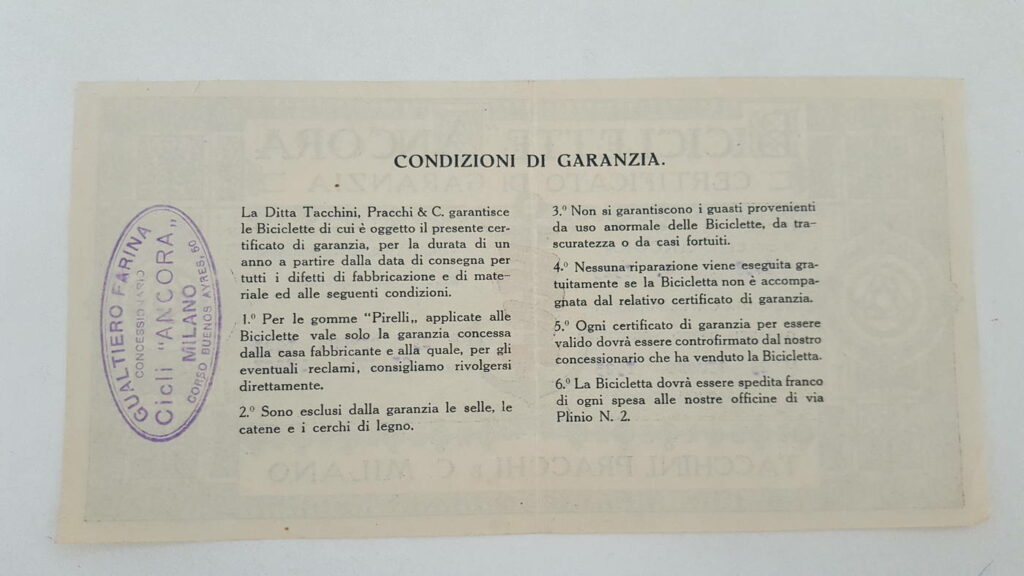 BICICLETTE ANCORA
CERTIFICATO DI GARANZIA
CONDIZIONI DI GARANZIA.
GUALTIERO FARINA
CONCESSIONARIO
Cicli "ANCORA„
MILANO
CORSO BUENOS AYRES, 60
La Ditta Tacchini, Pracchi & C. garantisce
le Biciclette di cui è oggetto il presente cer-
tificato di garanzia, per la durata di un
anno a partire dalla data di consegna per
tutti i difetti di fabbricazione e di mate-
riale ed alle seguenti condizioni.
1.º Per le gomme "Pirelli„ applicate alle
Biciclette vale solo la garanzia concessa
dalla casa fabbricante e alla quale, per gli
eventuali reclami, consigliamo rivolgersi
direttamente.
2.º Sono esclusi dalla garanzia le selle, le
catene e i cerchi di legno.
3.º Non si garantiscono i guasti provenienti
da uso anormale delle Biciclette, da tra-
scuratezza o da casi fortuiti.
4.º Nessuna riparazione viene eseguita gra-
tuitamente se la Bicicletta non è accompa-
gnata dal relativo certificato di garanzia.
5.º Ogni certificato di garanzia per essere
valido dovrà essere controfirmato dal nostro
concessionario che ha venduto la Bicicletta.
6.º La Bicicletta dovrà essere spedita franco
di ogni spesa alle nostre officine di via
Plinio N. 2.
TACCHINI, PRACCHI & C. MILANO